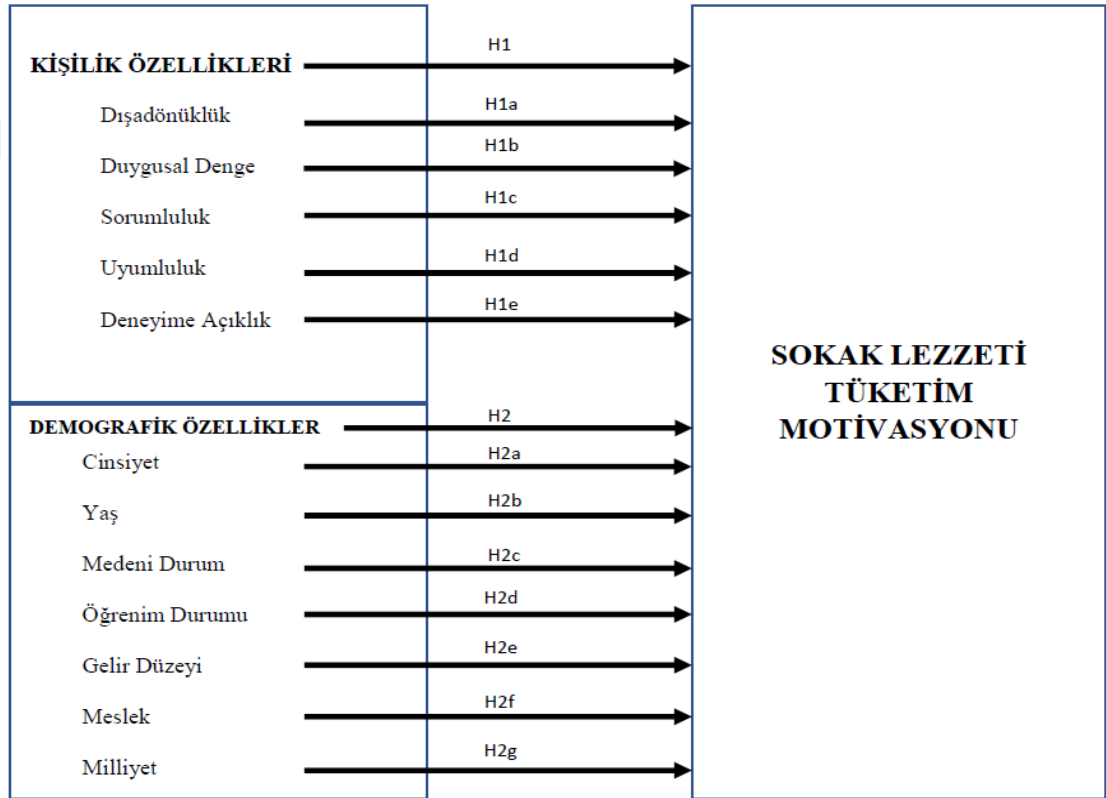 KİŞİLİK ÖZELLİKLERİ
H1
Dışadönüklük
H1a
Duygusal Denge
H1b
Sorumluluk
H1c
Uyumluluk
H1d
Deneyime Açıklık
H1e
DEMOGRAFİK ÖZELLİKLER
H2
Cinsiyet
H2a
Yaş
H2b
Medeni Durum
H2c
Öğrenim Durumu
H2d
Gelir Düzeyi
H2e
Meslek
H2f
Milliyet
H2g
SOKAK LEZZETİ
TÜKETİM
MOTİVASYONU